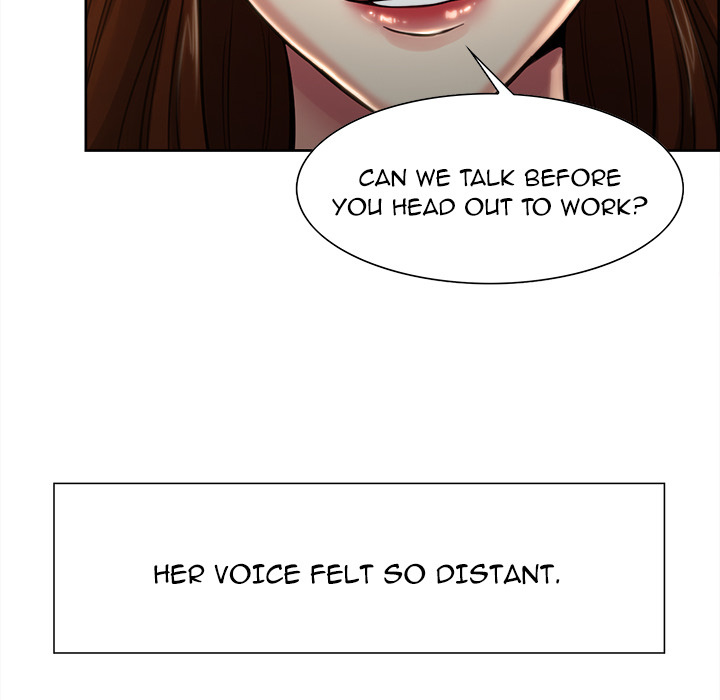 CAN WE TALK BEFORE
YOU HEAD OUT TO WORK?
HER VOICE FELT SO DISTANT.